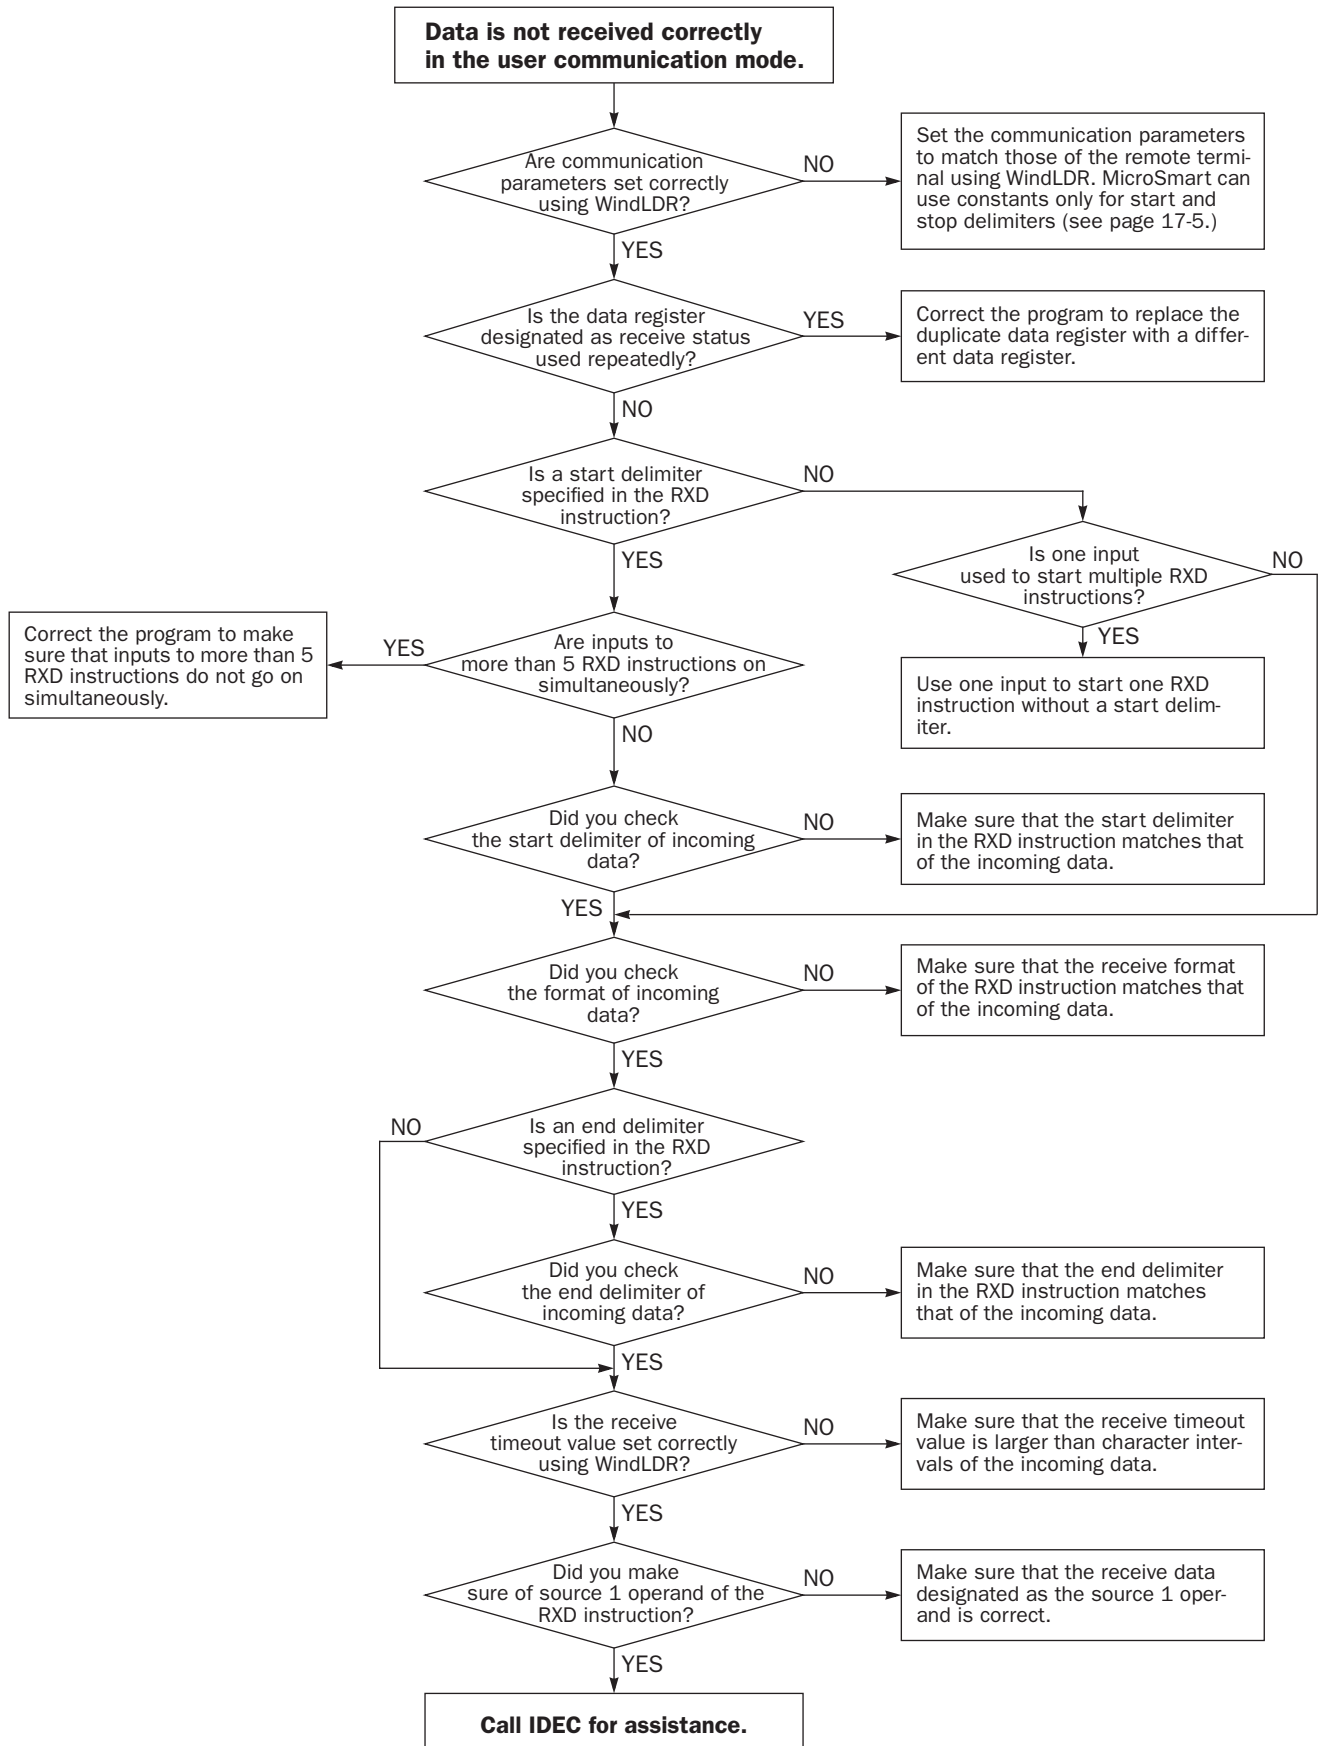 Data is not received correctly
in the user communication mode.
Are communication
parameters set correctly
using WindLDR?
NO
Set the communication parameters
to match those of the remote termi-
nal using WindLDR. MicroSmart can
use constants only for start and
stop delimiters (see page 17-5.)
YES
Is the data register
designated as receive status
used repeatedly?
YES
Correct the program to replace the
duplicate data register with a differ-
ent data register.
NO
Is a start delimiter
specified in the RXD
instruction?
NO
Is one input
used to start multiple RXD
instructions?
NO
YES
Use one input to start one RXD
instruction without a start delim-
iter.
YES
Are inputs to
more than 5 RXD instructions on
simultaneously?
YES
Correct the program to make
sure that inputs to more than 5
RXD instructions do not go on
simultaneously.
NO
Did you check
the start delimiter of incoming
data?
NO
Make sure that the start delimiter
in the RXD instruction matches that
of the incoming data.
YES
Did you check
the format of incoming
data?
NO
Make sure that the receive format
of the RXD instruction matches that
of the incoming data.
YES
Is an end delimiter
specified in the RXD
instruction?
NO
YES
Did you check
the end delimiter of
incoming data?
NO
Make sure that the end delimiter
in the RXD instruction matches
that of the incoming data.
YES
Is the receive
timeout value set correctly
using WindLDR?
NO
Make sure that the receive timeout
value is larger than character inter-
vals of the incoming data.
YES
Did you make
sure of source 1 operand of the
RXD instruction?
NO
Make sure that the receive data
designated as the source 1 oper-
and is correct.
YES
Call IDEC for assistance.